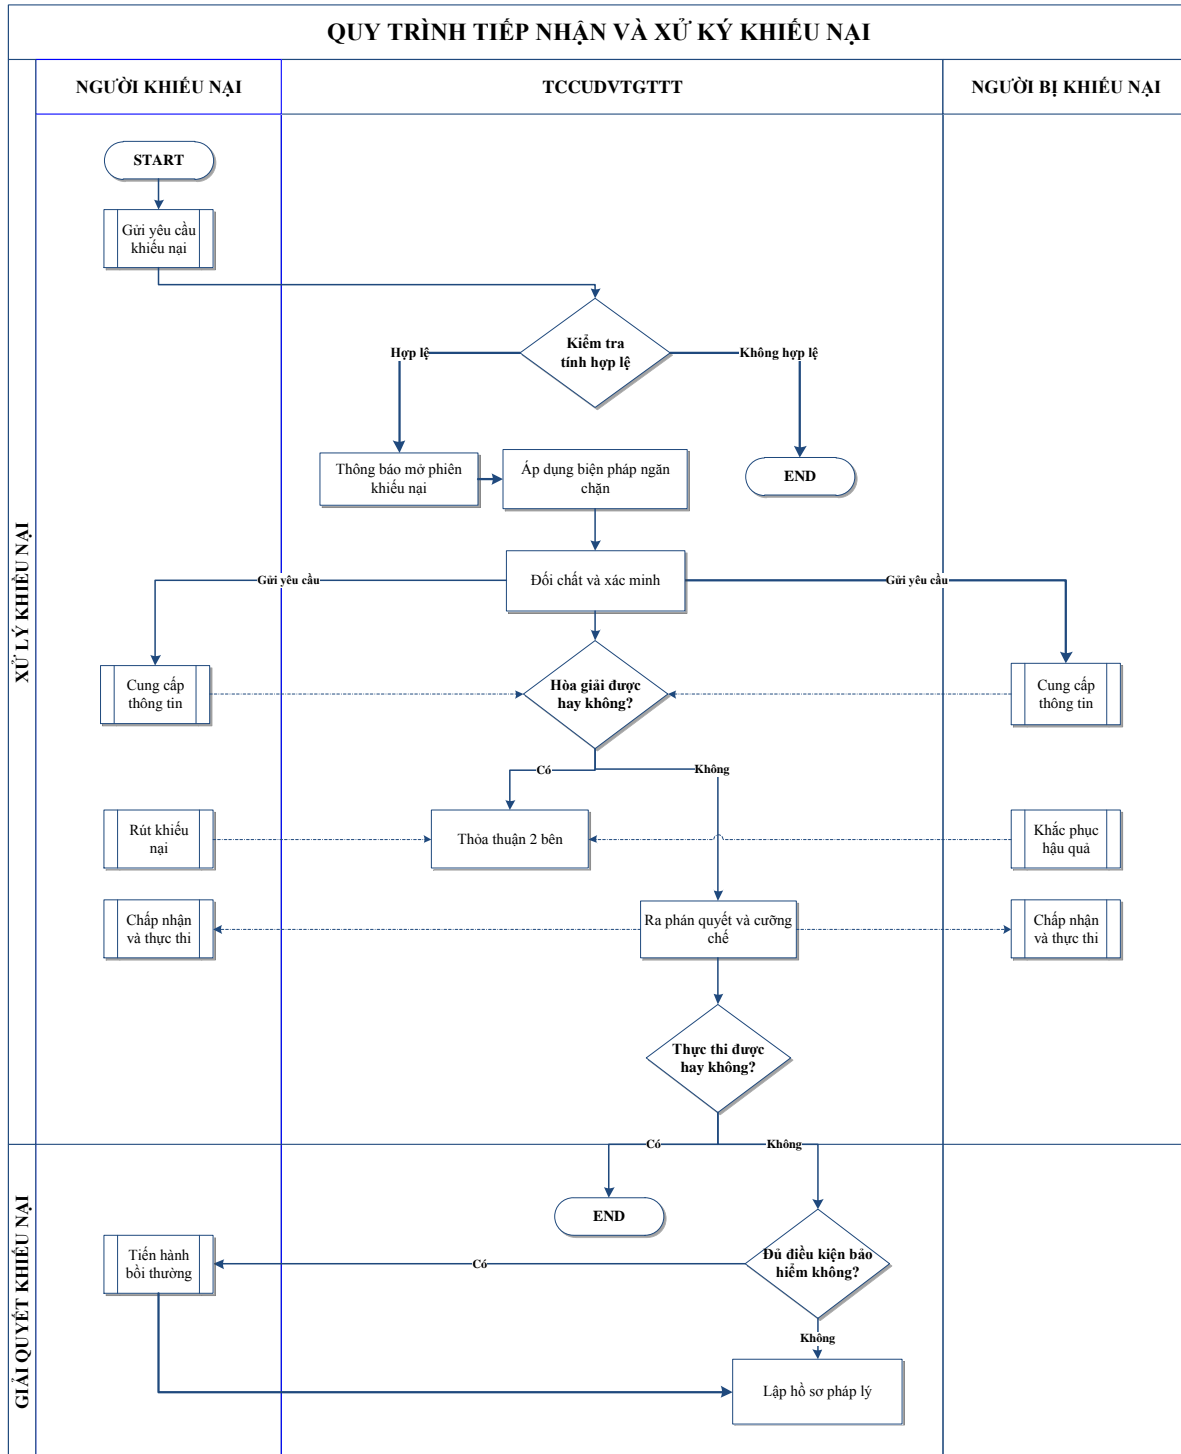 QUY TRÌNH TIẾP NHẬN VÀ XỬ KÝ KHIẾU NẠI
NGƯỜI KHIẾU NẠI
TCCUDVTGTTT
NGƯỜI BỊ KHIẾU NẠI
XỬ LÝ KHIẾU NẠI
START
Gửi yêu cầu
khiếu nại
Kiểm tra
tính hợp lệ
Hợp lệ
Không hợp lệ
Thông báo mở phiên
khiếu nại
Áp dụng biện pháp ngăn
chặn
END
Đối chất và xác minh
Gửi yêu cầu
Gửi yêu cầu
Cung cấp
thông tin
Hòa giải được
hay không?
Cung cấp
thông tin
Có
Không
Rút khiếu
nại
Thỏa thuận 2 bên
Khắc phục
hậu quả
Chấp nhận
và thực thi
Ra phán quyết và cưỡng
chế
Chấp nhận
và thực thi
Thực thi được
hay không?
Có
Không
GIẢI QUYẾT KHIẾU NẠI
END
Tiến hành
bồi thường
Có
Đủ điều kiện bảo
hiểm không?
Không
Lập hồ sơ pháp lý